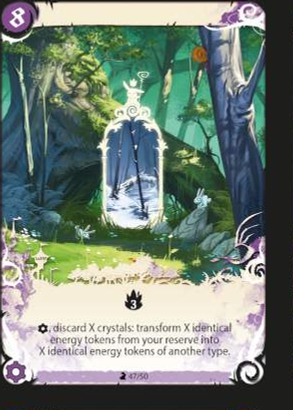 8
3
, discard X crystals: transform X identical
energy tokens from your reserve into
X identical energy tokens of another type.
47/50